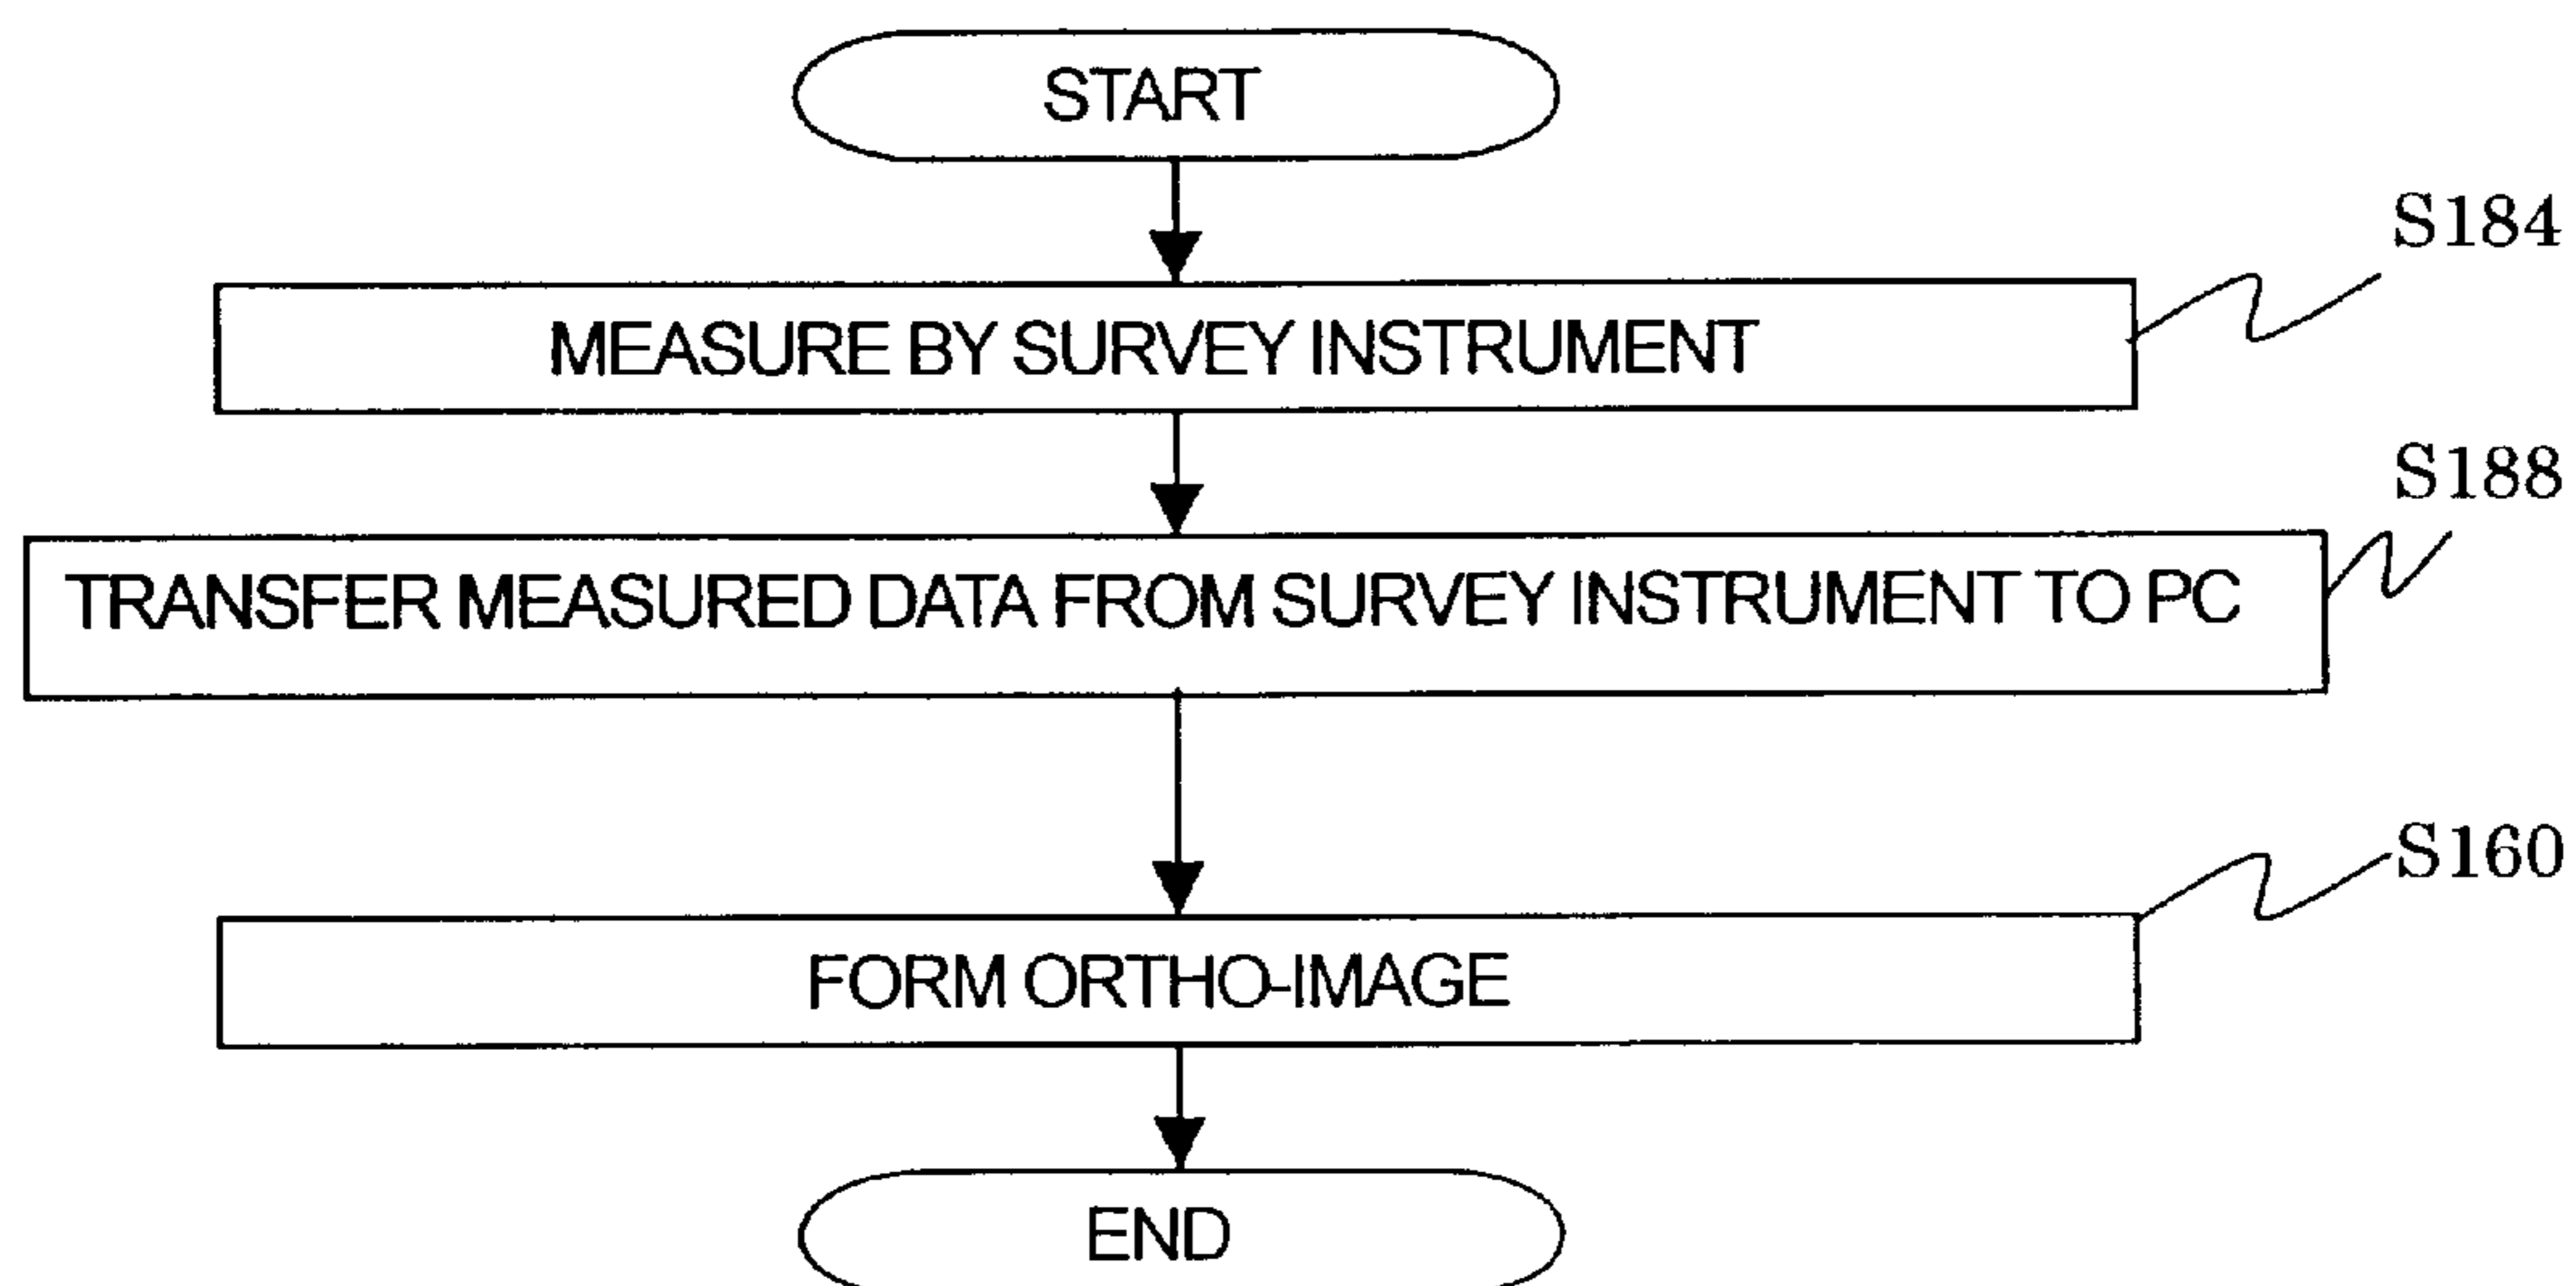 START
S184
MEASURE BY SURVEY INSTRUMENT
S188
TRANSFER MEASURED DATA FROM SURVEY INSTRUMENT TO PC
S160
FORM ORTHO-IMAGE
END